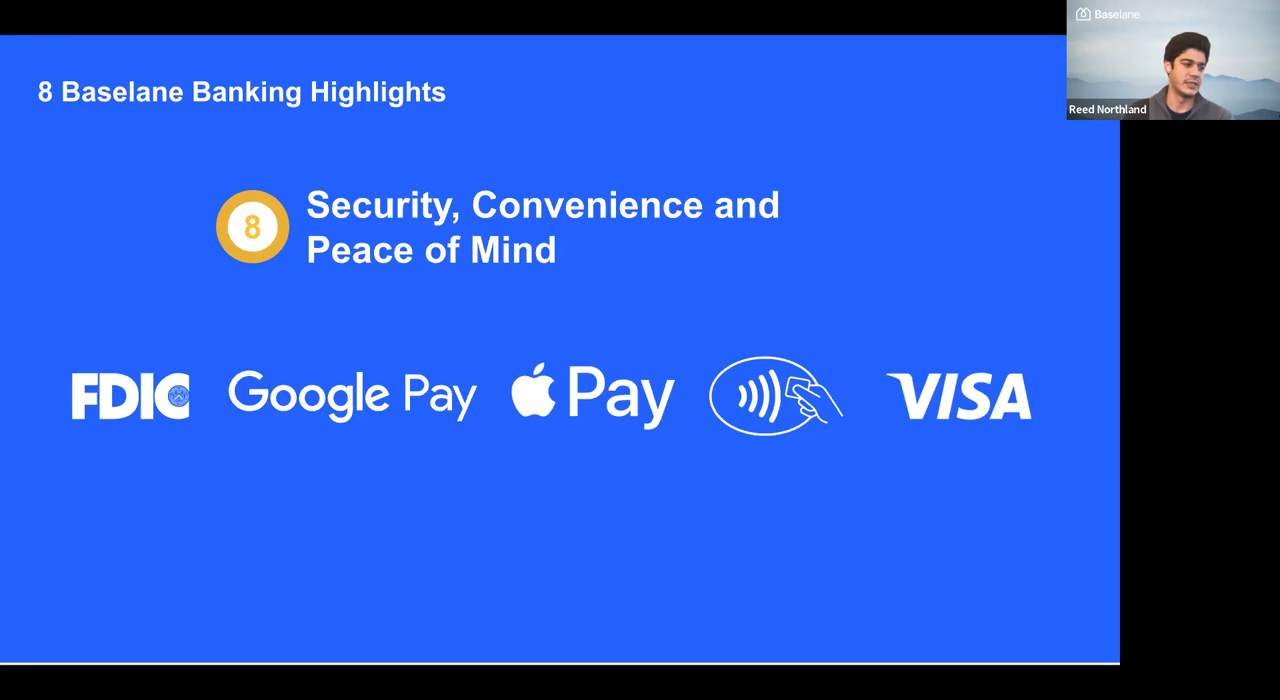 Baselane
Reed Northland
8 Baselane Banking Highlights
8
Security, Convenience and
Peace of Mind
FDIC
Google Pay
Pay
VISA